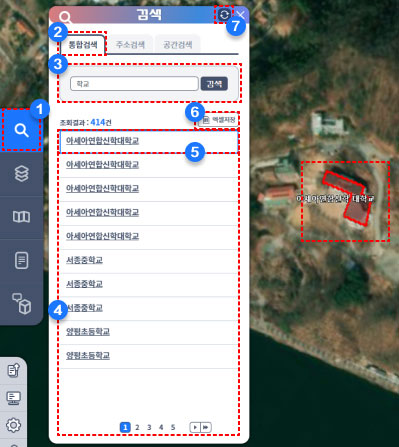 검색
7
2
통합검색 주소검색 공간검색
3
학교 검색
1
6
조회결과 : 414건 엑셀저장
아세아연합신학대학교
5
아세아연합신학대학교
아세아연합신학대학교
아세아연합신학대학교
아세아연합신학대학교
서종중학교
서종중학교
서종중학교
4
양평초등학교
양평초등학교
1 2 3 4 5
아세아연합신학 대학교